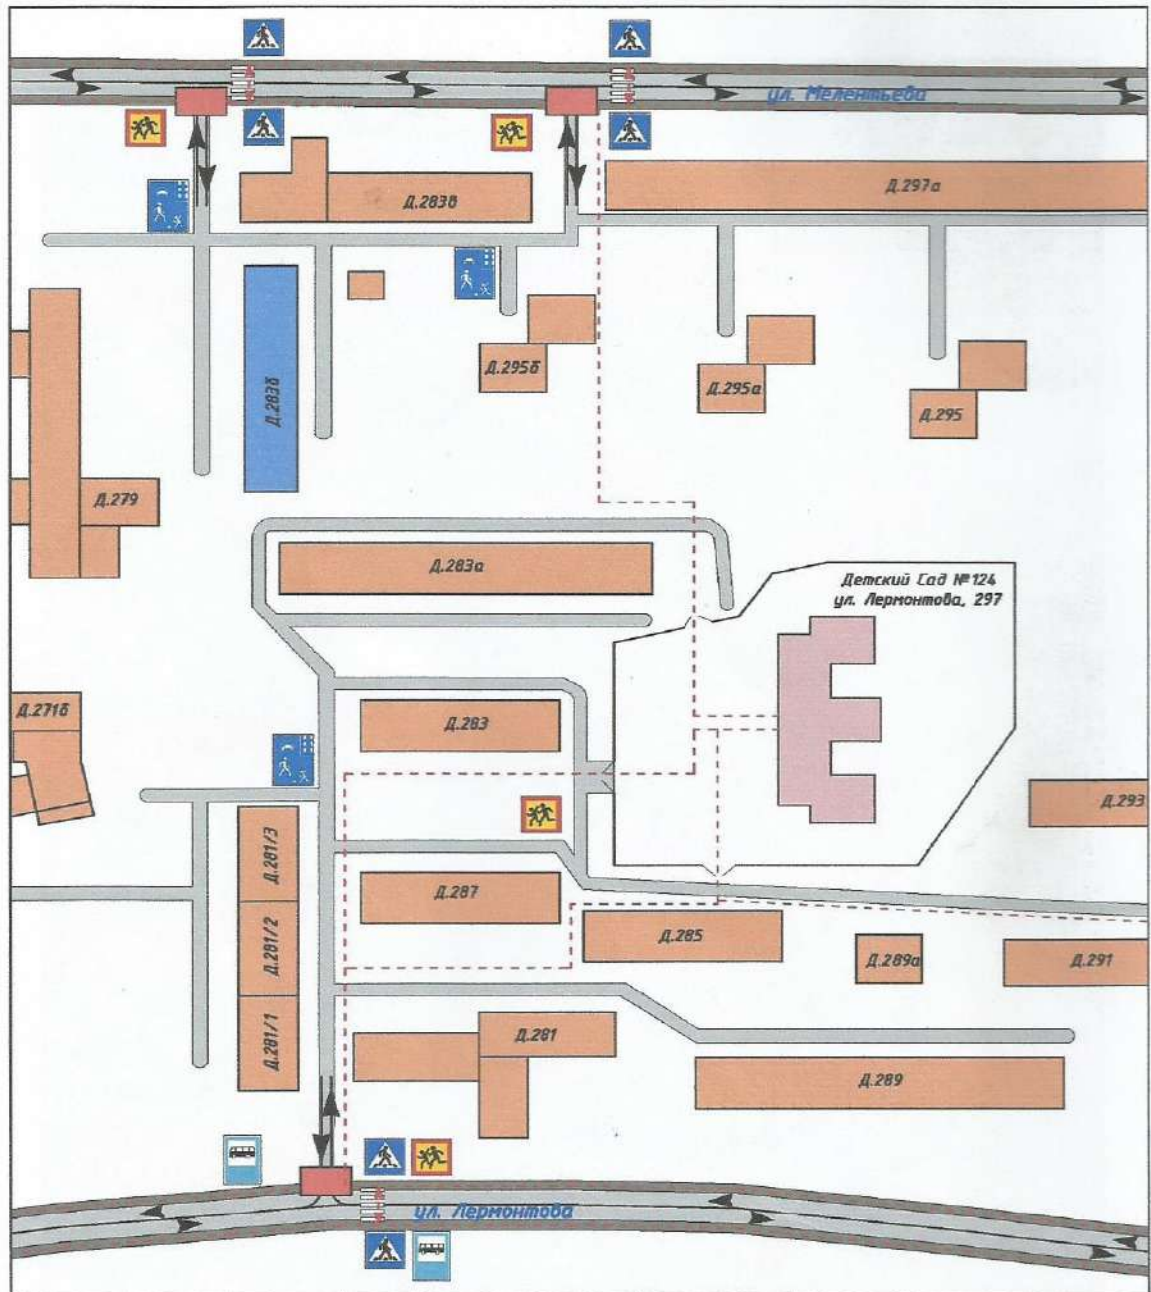 ул. Мелентьева
Д.297а
Д.283в
Д.283б
Д.295б
Д.295а
Д.295
Д.279
Д.283а
Детский Сад №124
ул. Лермонтова, 297
Д.271б
Д.283
Д.293
Д.281/3
Д.287
Д.281/2
Д.285
Д.289а
Д.291
Д.281/1
Д.281
Д.289
ул. Лермонтова